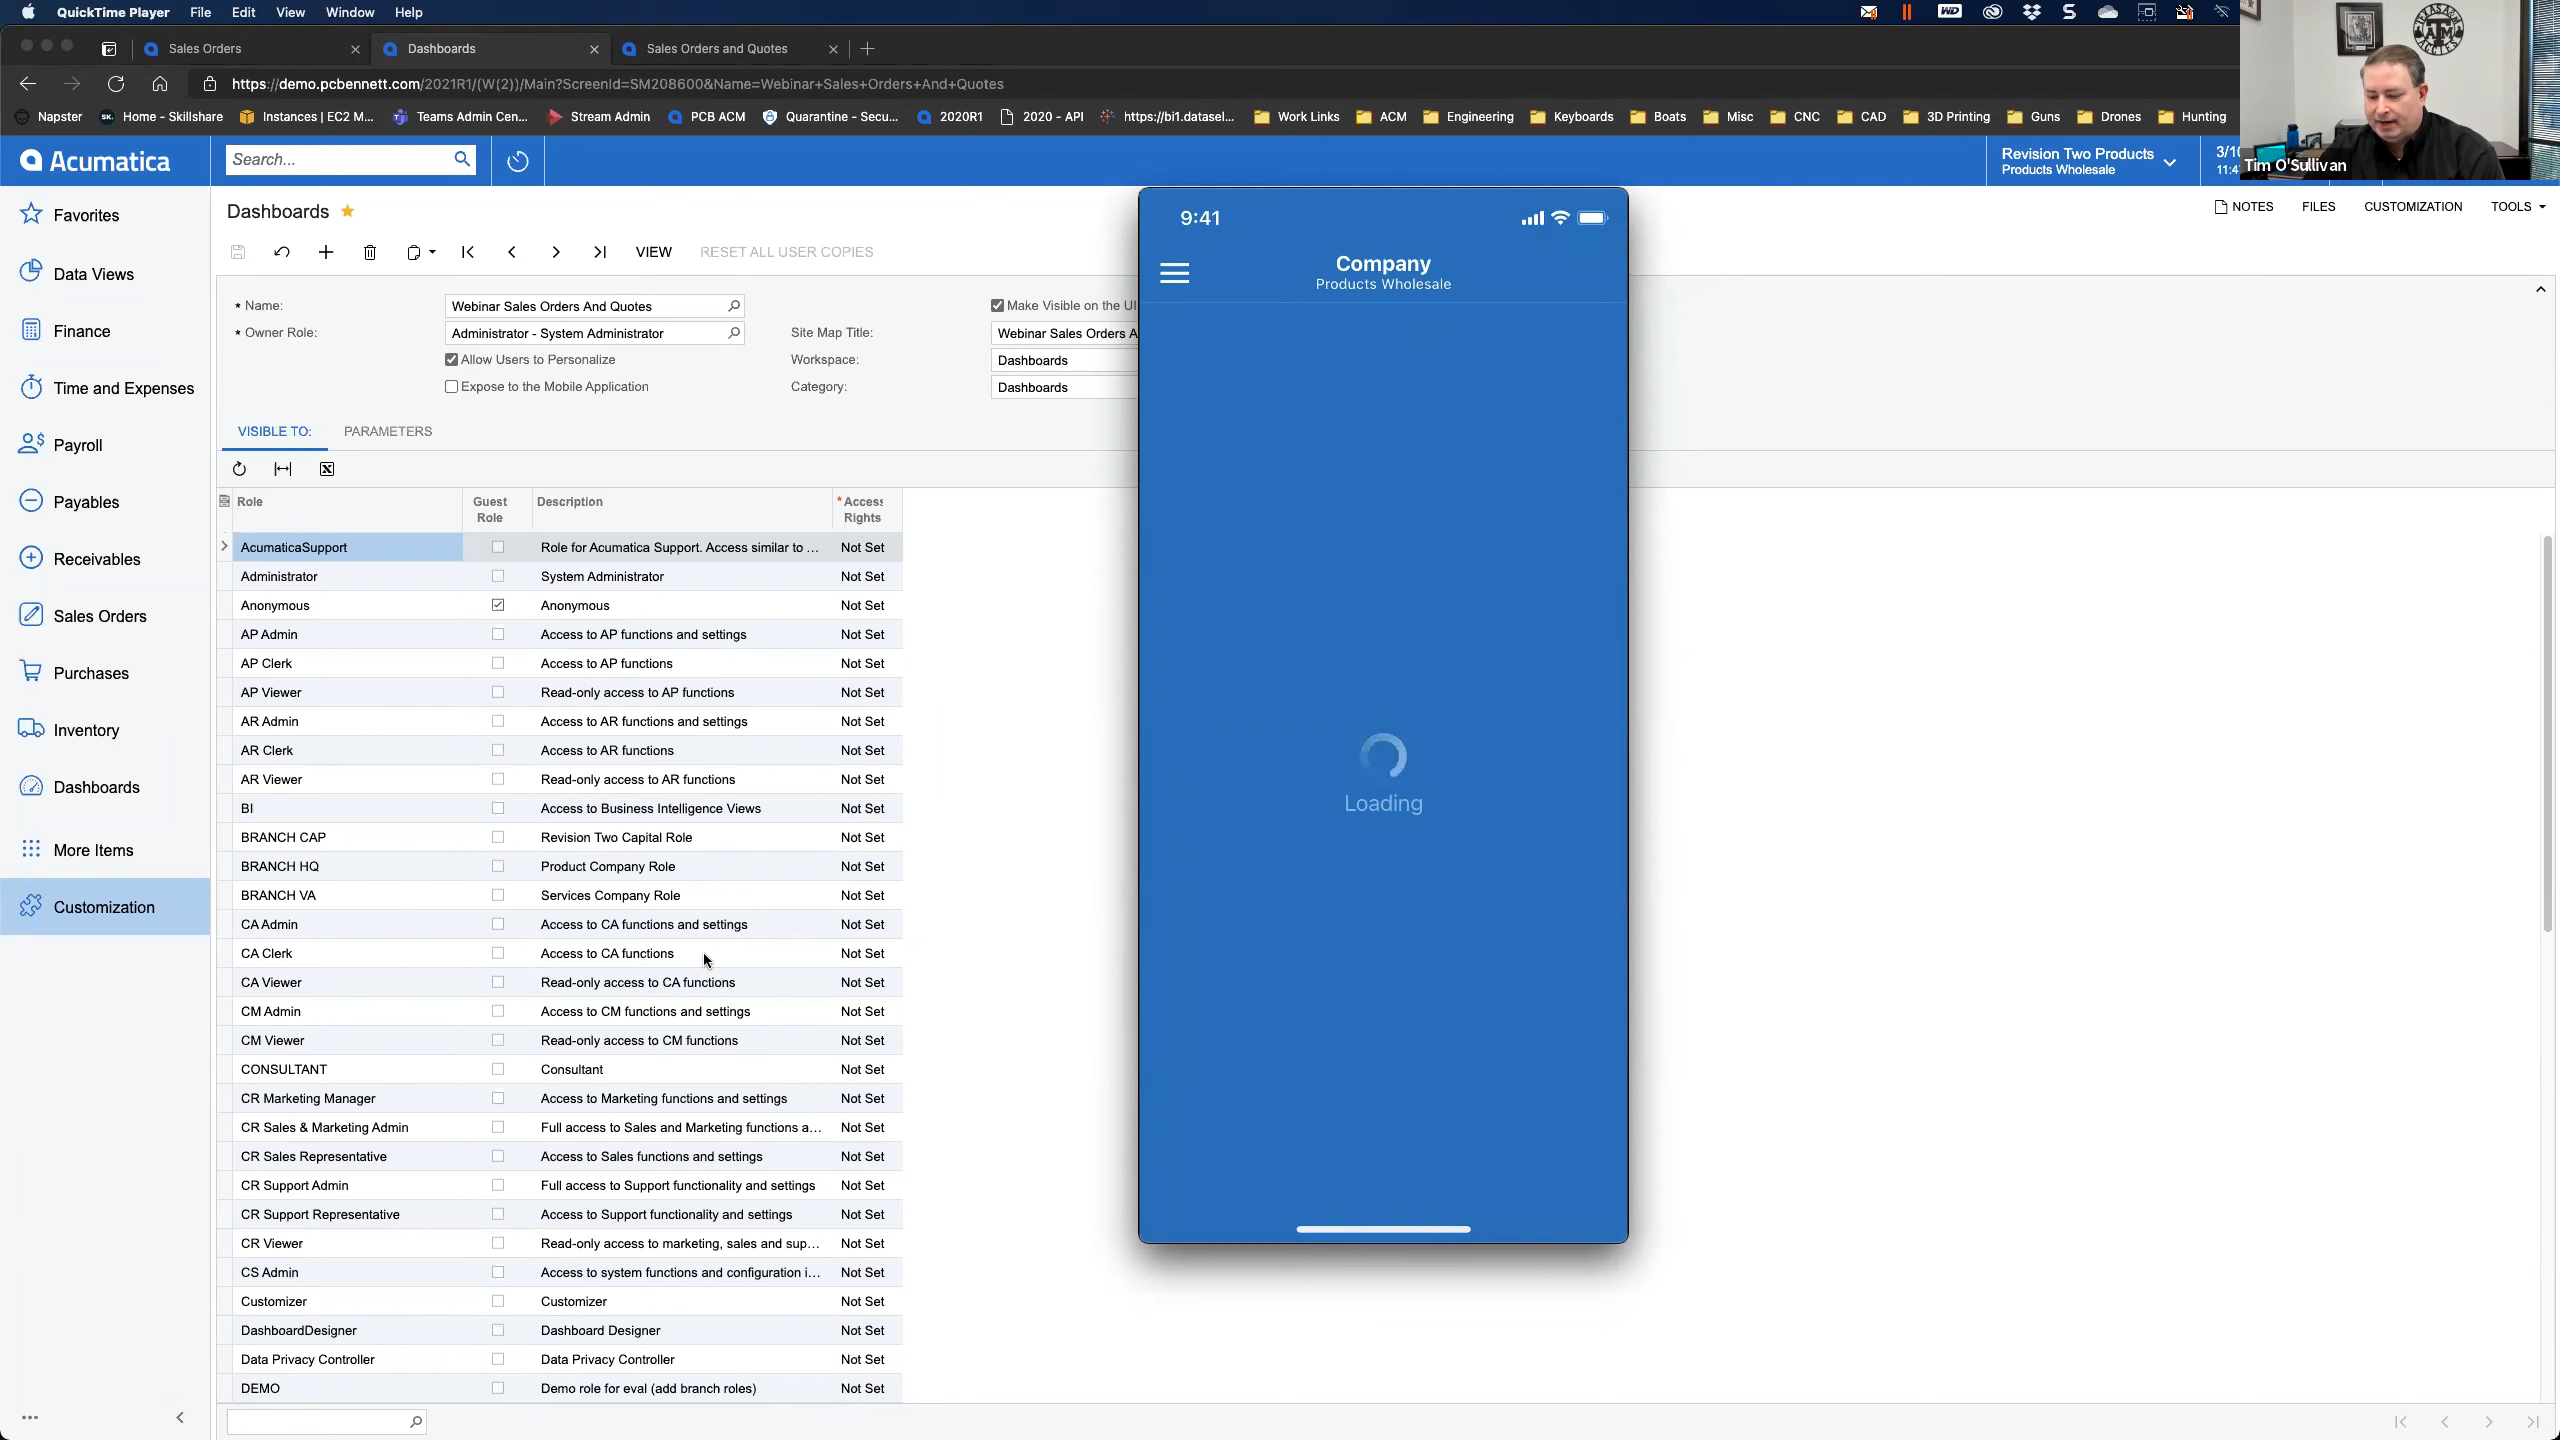 QuickTime Player File Edit View Window Help
Sales Orders
Dashboards
Sales Orders and Quotes
https://demo.pcbennett.com/2021R1/(W(2))/Main?ScreenId=SM208600&Name=Webinar+Sales+Orders+And+Quotes
Napster
Home - Skillshare
Instances | EC2 M...
Teams Admin Cen...
Stream Admin
PCB ACM
Quarantine - Secu...
2020R1
2020 - API
https://bi1.datasel...
Work Links
ACM
Engineering
Keyboards
Boats
Misc
CNC
CAD
3D Printing
Guns
Drones
Hunting
Tim O'Sullivan
Acumatica
Search...
Revision Two Products
Products Wholesale
3/10
11:4
Favorites
Data Views
Finance
Time and Expenses
Payroll
Payables
Receivables
Sales Orders
Purchases
Inventory
Dashboards
More Items
Customization
Dashboards
NOTES
FILES
CUSTOMIZATION
TOOLS
VIEW
RESET ALL USER COPIES
* Name: Webinar Sales Orders And Quotes
Make Visible on the UI
* Owner Role: Administrator - System Administrator
Site Map Title: Webinar Sales Orders A
Allow Users to Personalize
Workspace: Dashboards
Expose to the Mobile Application
Category: Dashboards
VISIBLE TO:
PARAMETERS
Role
Guest Role
Description
* Access Rights
AcumaticaSupport Role for Acumatica Support. Access similar to ... Not Set
Administrator System Administrator Not Set
Anonymous Anonymous Not Set
AP Admin Access to AP functions and settings Not Set
AP Clerk Access to AP functions Not Set
AP Viewer Read-only access to AP functions Not Set
AR Admin Access to AR functions and settings Not Set
AR Clerk Access to AR functions Not Set
AR Viewer Read-only access to AR functions Not Set
BI Access to Business Intelligence Views Not Set
BRANCH CAP Revision Two Capital Role Not Set
BRANCH HQ Product Company Role Not Set
BRANCH VA Services Company Role Not Set
CA Admin Access to CA functions and settings Not Set
CA Clerk Access to CA functions Not Set
CA Viewer Read-only access to CA functions Not Set
CM Admin Access to CM functions and settings Not Set
CM Viewer Read-only access to CM functions Not Set
CONSULTANT Consultant Not Set
CR Marketing Manager Access to Marketing functions and settings Not Set
CR Sales & Marketing Admin Full access to Sales and Marketing functions a... Not Set
CR Sales Representative Access to Sales functions and settings Not Set
CR Support Admin Full access to Support functionality and settings Not Set
CR Support Representative Access to Support functionality and settings Not Set
CR Viewer Read-only access to marketing, sales and sup... Not Set
CS Admin Access to system functions and configuration i... Not Set
Customizer Customizer Not Set
DashboardDesigner Dashboard Designer Not Set
Data Privacy Controller Data Privacy Controller Not Set
DEMO Demo role for eval (add branch roles) Not Set
9:41
Company
Products Wholesale
Loading